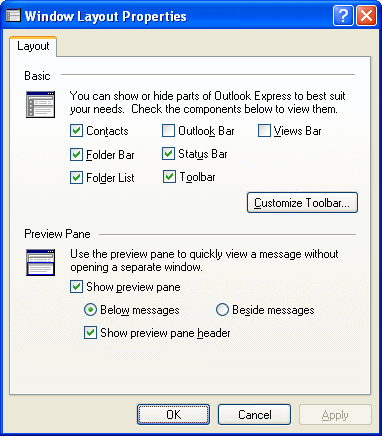 Window Layout Properties
Layout
Basic
You can show or hide parts of Outlook Express to best suit
your needs. Check the components below to view them.
Contacts Outlook Bar Views Bar
Folder Bar Status Bar
Folder List Toolbar
Customize Toolbar...
Preview Pane
Use the preview pane to quickly view a message without
opening a separate window.
Show preview pane
Below messages Beside messages
Show preview pane header
OK Cancel Apply